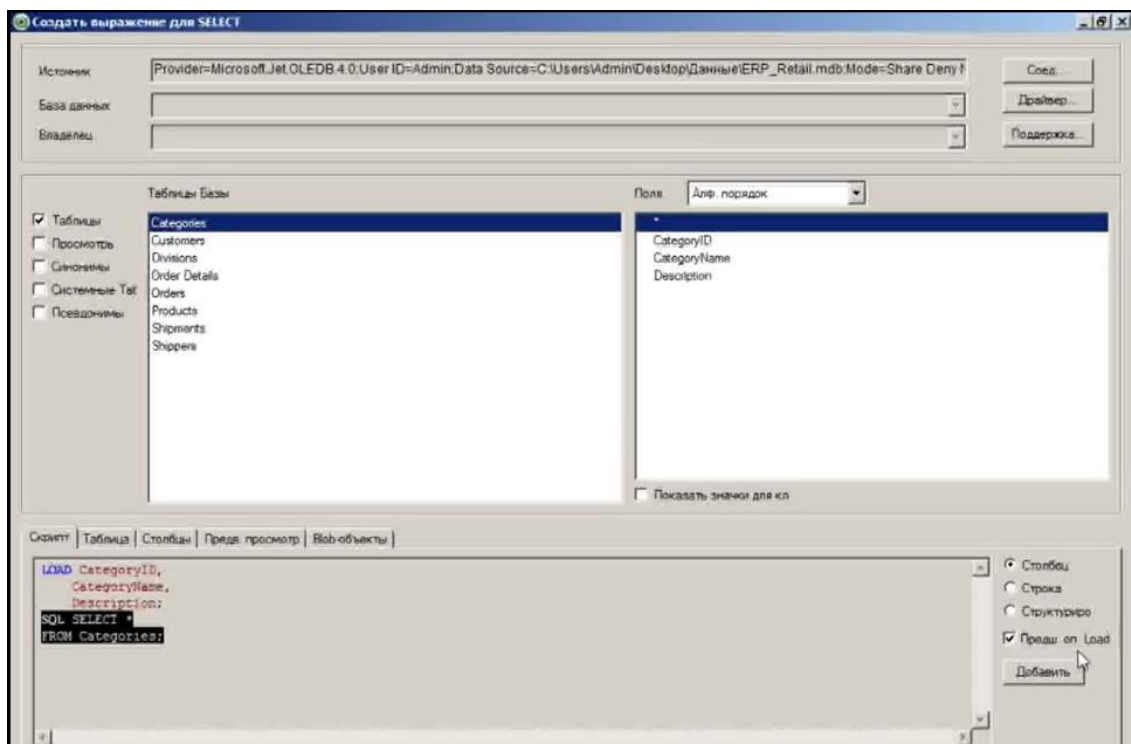 Создать выражение для SELECT
Источник Provider=Microsoft.Jet.OLEDB.4.0;User ID=Admin;Data Source=C:\Users\Admin\Desktop\Данные\ERP_Retail.mdb;Mode=Share Deny N Соед...
База данных Драйвер...
Владелец Поддержка...
Таблицы Базы Поля Алф. порядок
Таблицы Categories *
Просмотрь Customers CategoryID
Синонимы Divisions CategoryName
Системные Таб Order Details Description
Псевдонимы Orders
Products
Shipments
Shippers
Показать значки для кл
Скрипт Таблица Столбцы Предв. просмотр Blob-объекты
LOAD CategoryID, Столбец
CategoryName, Строка
Description; Структуриро
SQL SELECT * Предш. оп. Load
FROM Categories; Добавить